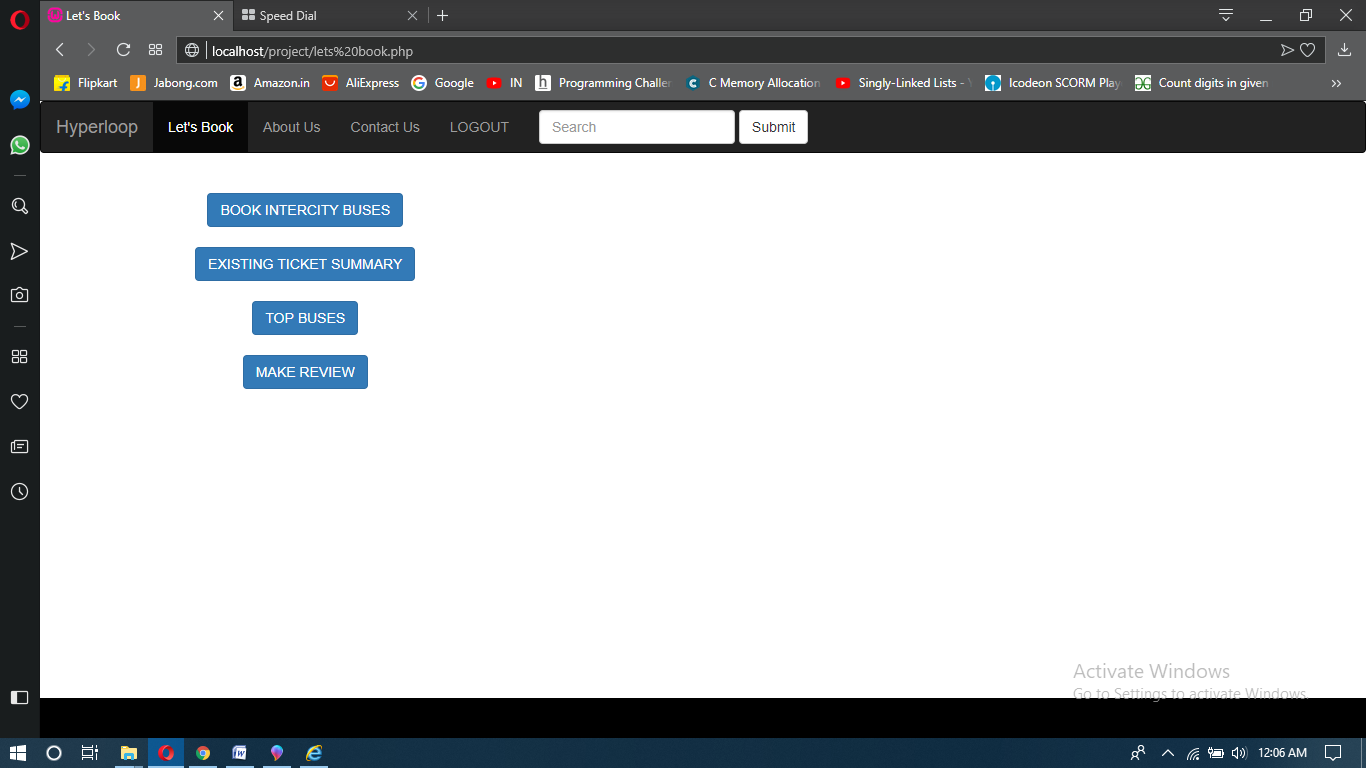 Let's Book
Speed Dial
localhost/project/lets%20book.php
Flipkart Jabong.com Amazon.in AliExpress Google IN Programming Challer C Memory Allocation Singly-Linked Lists - Icodeon SCORM Play Count digits in given
Hyperloop Let's Book About Us Contact Us LOGOUT Search Submit
BOOK INTERCITY BUSES
EXISTING TICKET SUMMARY
TOP BUSES
MAKE REVIEW
Activate Windows
Go to Settings to activate Windows.
12:06 AM